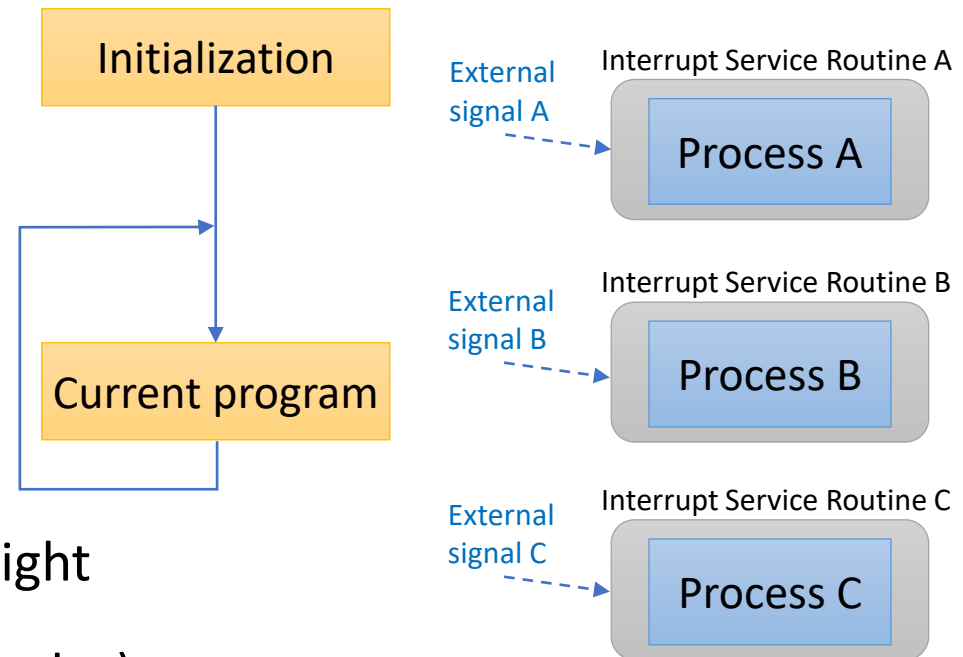 Initialization
Current program
External
signal A
Interrupt Service Routine A
Process A
External
signal B
Interrupt Service Routine B
Process B
External
signal C
Interrupt Service Routine C
Process C